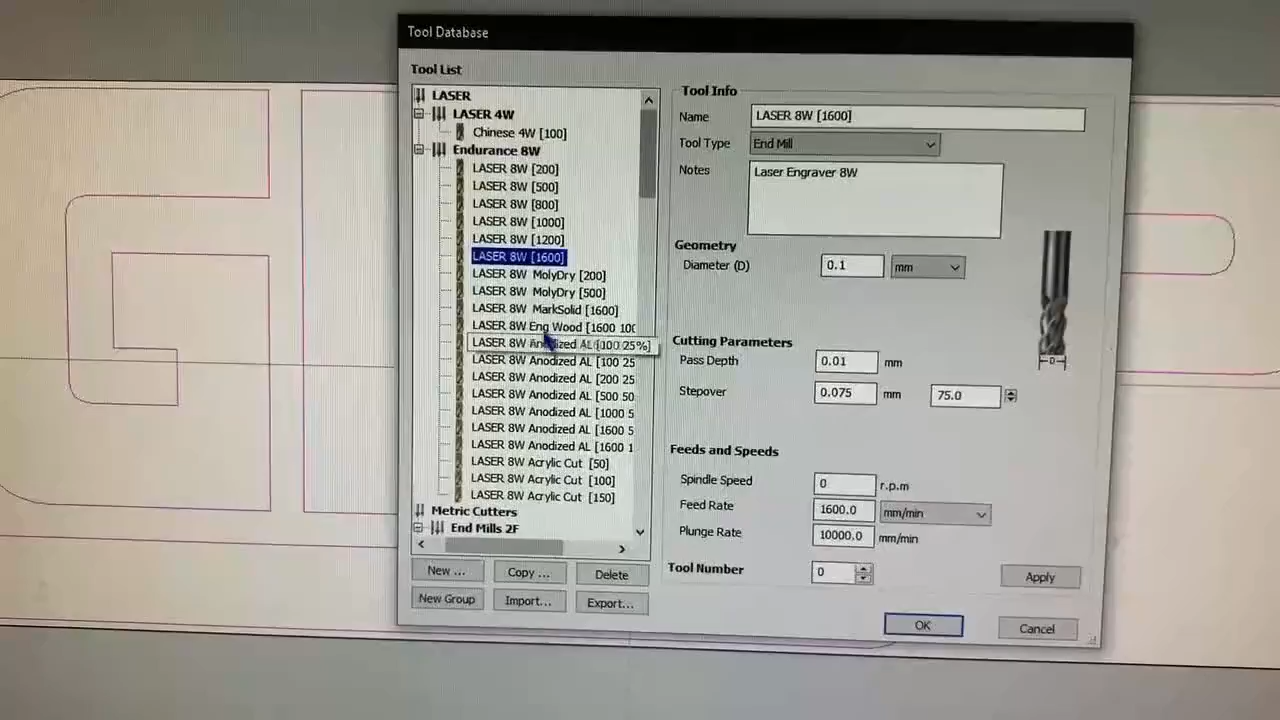 Tool Database
Tool List
LASER
LASER 4W
Chinese 4W [100]
Endurance 8W
LASER 8W [200]
LASER 8W [500]
LASER 8W [800]
LASER 8W [1000]
LASER 8W [1200]
LASER 8W [1600]
LASER 8W MolyDry [200]
LASER 8W MolyDry [500]
LASER 8W MarkSolid [1600]
LASER 8W Eng Wood [1600 100
LASER 8W Anodized AL [100 25%]
LASER 8W Anodized AL [100 25
LASER 8W Anodized AL [200 25
LASER 8W Anodized AL [500 50
LASER 8W Anodized AL [1000 5
LASER 8W Anodized AL [1600 5
LASER 8W Anodized AL [1600 1
LASER 8W Acrylic Cut [50]
LASER 8W Acrylic Cut [100]
LASER 8W Acrylic Cut [150]
Metric Cutters
End Mills 2F
New ...
Copy ...
Delete
New Group
Import...
Export...
Tool Info
Name LASER 8W [1600]
Tool Type End Mill
Notes Laser Engraver 8W
Geometry
Diameter (D) 0.1 mm
D
Cutting Parameters
Pass Depth 0.01 mm
Stepover 0.075 mm 75.0
Feeds and Speeds
Spindle Speed 0 r.p.m
Feed Rate 1600.0 mm/min
Plunge Rate 10000.0 mm/min
Tool Number 0
Apply
OK
Cancel